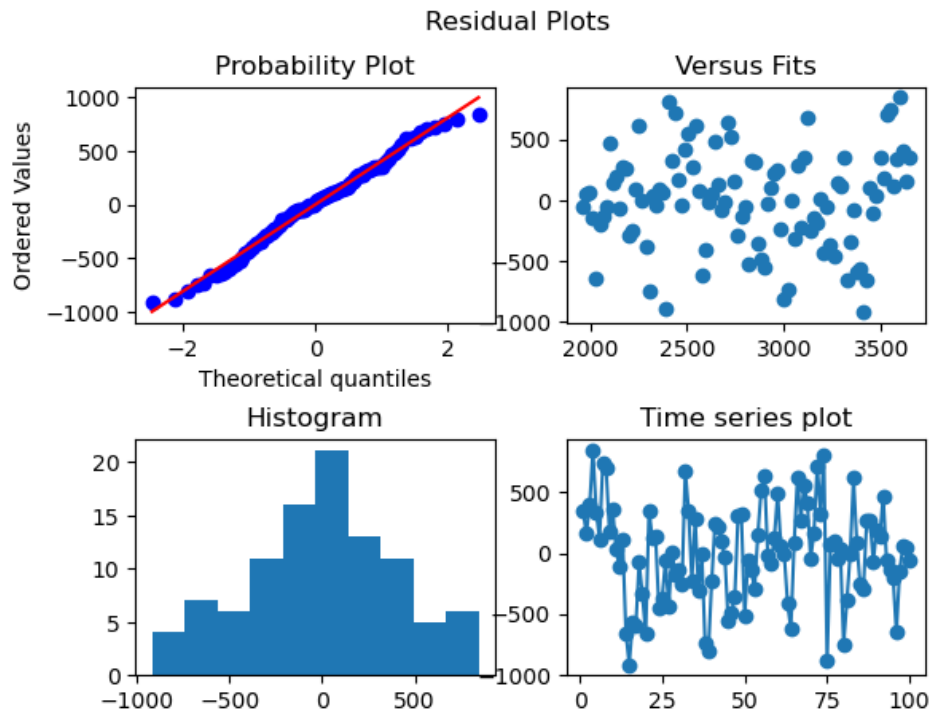 Residual Plots
Probability Plot
1000
500
0
−500
−1000
Ordered Values
−2 0 2
Theoretical quantiles
Versus Fits
500
0
−500
−1000
2000 2500 3000 3500
Histogram
20
15
10
5
0
−1000 −500 0 500
Time series plot
500
0
−500
−1000
0 25 50 75 100